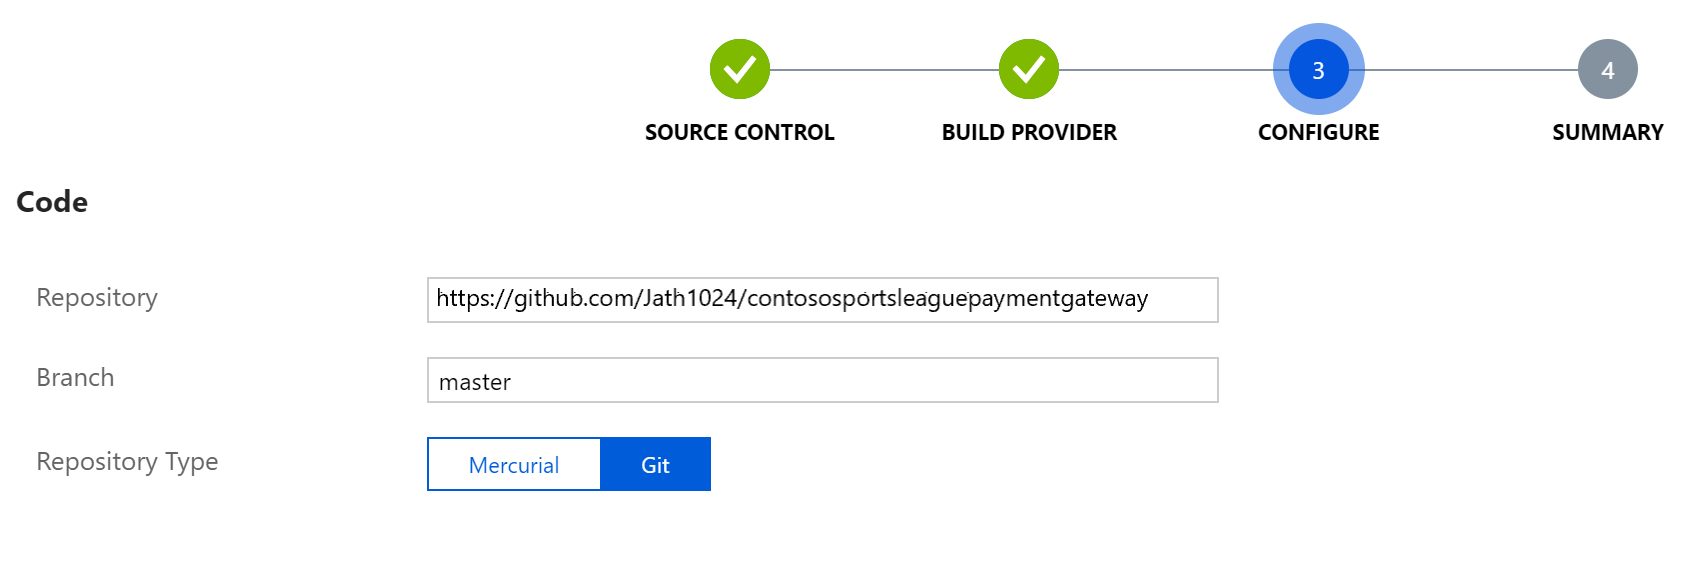 3
4
SOURCE CONTROL
BUILD PROVIDER
CONFIGURE
SUMMARY
Code
Repository
https://github.com/Jath1024/contososportsleaguepaymentgateway
Branch
master
Repository Type
Mercurial
Git